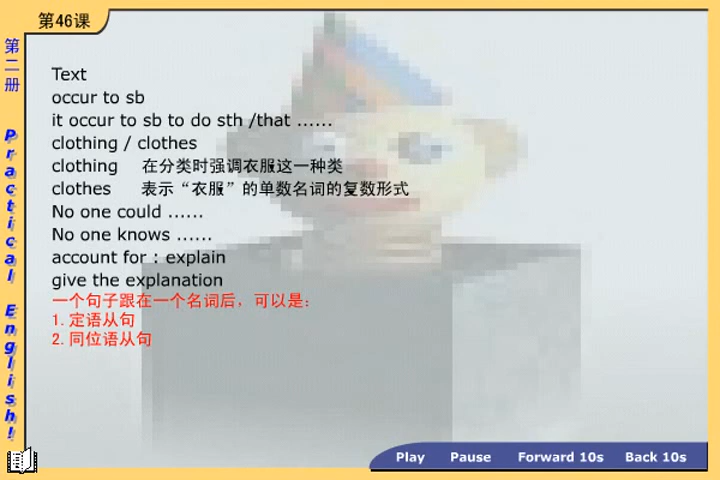 第46课
第二册
Practical English!
Text
occur to sb
it occur to sb to do sth /that ……
clothing / clothes
clothing 在分类时强调衣服这一种类
clothes 表示“衣服”的单数名词的复数形式
No one could ……
No one knows ……
account for : explain
give the explanation
一个句子跟在一个名词后，可以是：
1. 定语从句
2. 同位语从句
Play Pause Forward 10s Back 10s